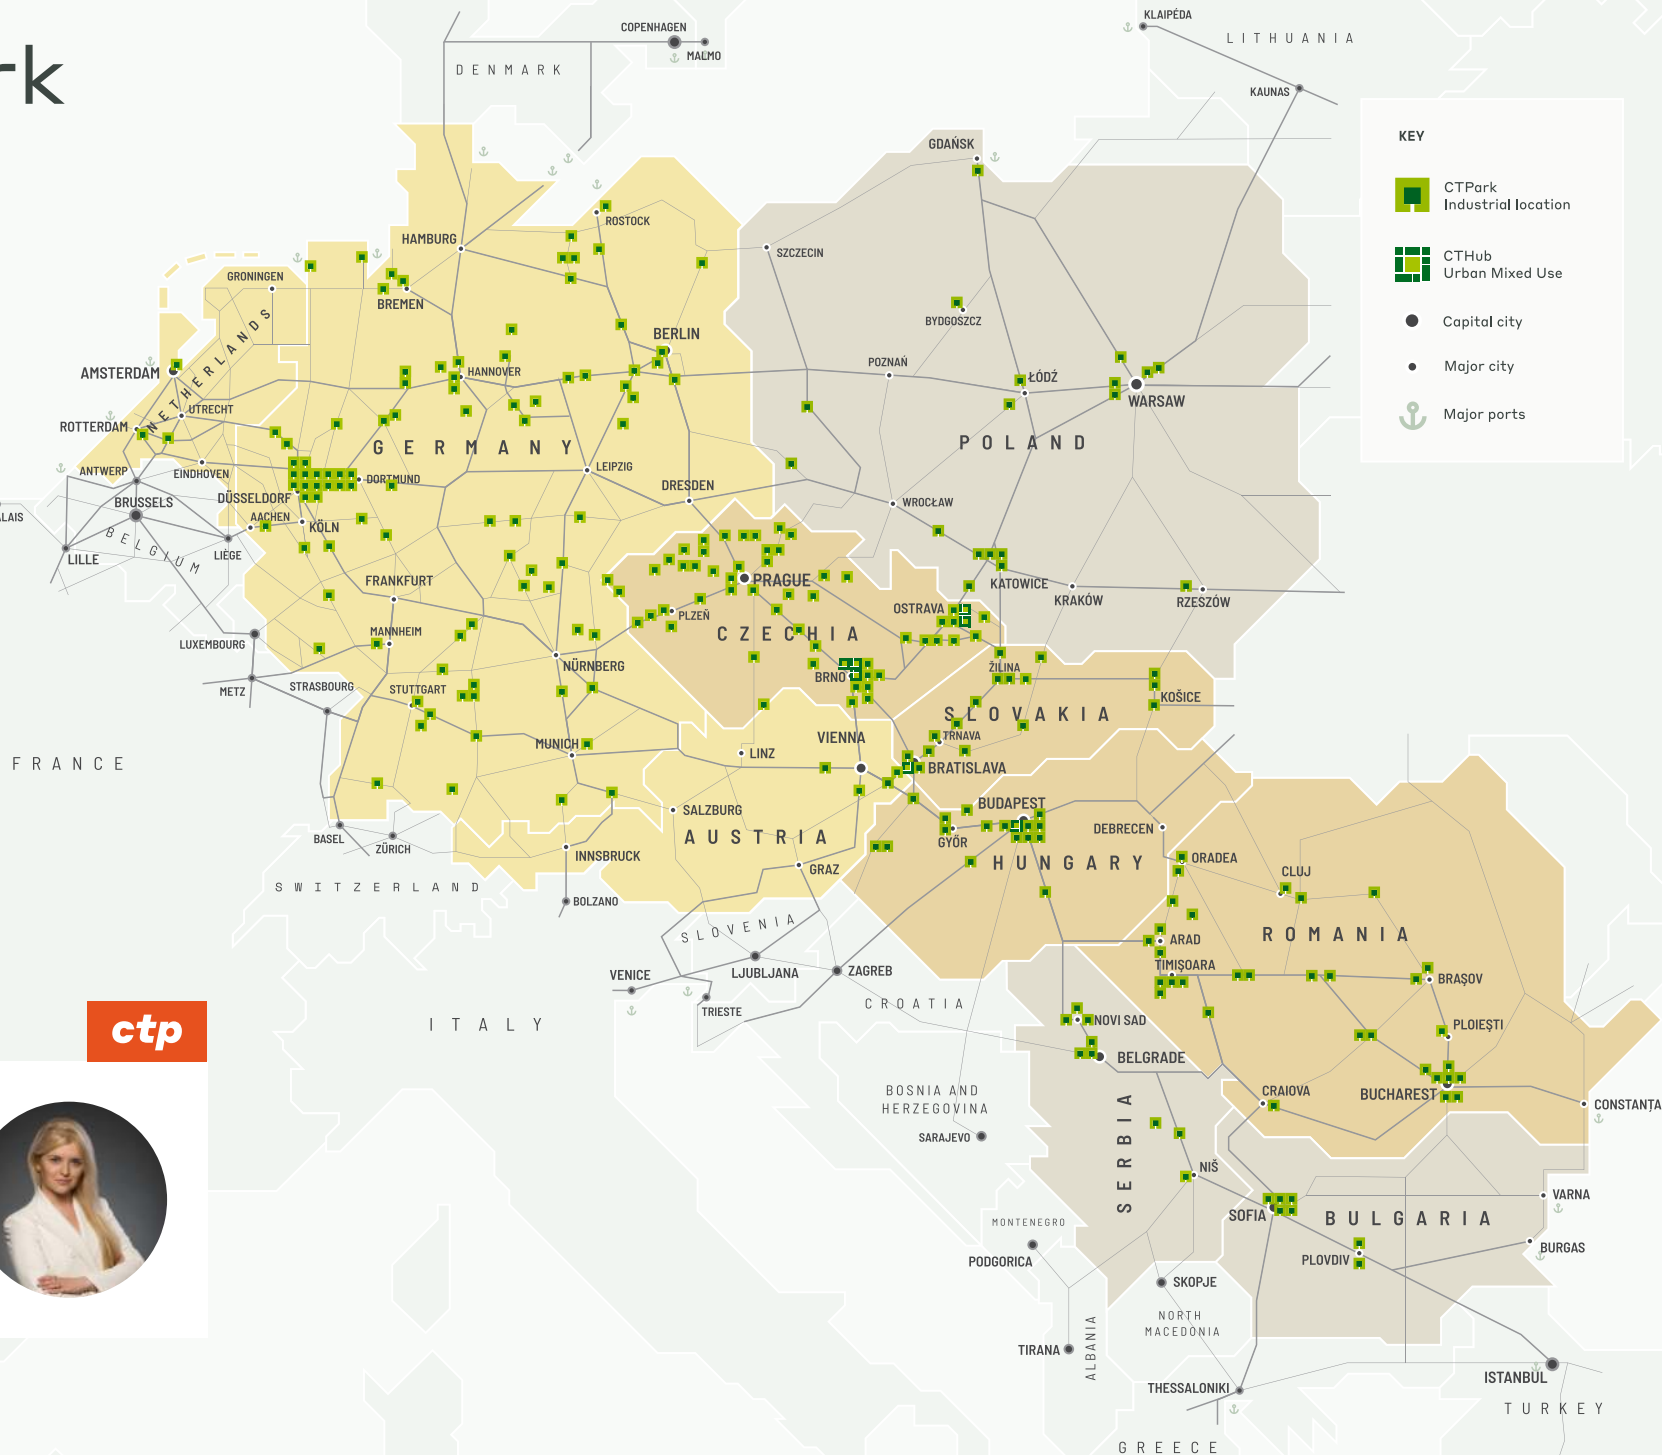 rk
COPENHAGEN
MALMO
DENMARK
KLAIPÉDA
LITHUANIA
KAUNAS
KEY
CTPark
Industrial location
CTHub
Urban Mixed Use
Capital city
Major city
Major ports
GDAŃSK
ROSTOCK
HAMBURG
SZCZECIN
GRONINGEN
BREMEN
BYDGOSZCZ
BERLIN
NETHERLANDS
AMSTERDAM
HANNOVER
POZNAŃ
ŁÓDŹ
WARSAW
UTRECHT
ROTTERDAM
GERMANY
POLAND
ANTWERP
EINDHOVEN
DORTMUND
LEIPZIG
DRESDEN
BRUSSELS
DÜSSELDORF
WROCŁAW
ALAIS
AACHEN
KÖLN
BELGIUM
LIÈGE
LILLE
FRANKFURT
PRAGUE
KATOWICE
KRAKÓW
RZESZÓW
OSTRAVA
PLZEŇ
CZECHIA
MANNHEIM
LUXEMBOURG
NÜRNBERG
ŽILINA
BRNO
METZ
STRASBOURG
STUTTGART
KOŠICE
SLOVAKIA
TRNAVA
VIENNA
MUNICH
LINZ
FRANCE
BRATISLAVA
SALZBURG
BUDAPEST
DEBRECEN
AUSTRIA
BASEL
ZÜRICH
GYŐR
INNSBRUCK
HUNGARY
ORADEA
GRAZ
CLUJ
SWITZERLAND
BOLZANO
SLOVENIA
ARAD
ROMANIA
TIMIȘOARA
VENICE
LJUBLJANA
ZAGREB
BRAȘOV
CROATIA
TRIESTE
ITALY
NOVI SAD
PLOIEȘTI
ctp
BELGRADE
BOSNIA AND
HERZEGOVINA
CRAIOVA
BUCHAREST
CONSTANȚA
SARAJEVO
SERBIA
NIŠ
VARNA
SOFIA
BULGARIA
MONTENEGRO
PODGORICA
PLOVDIV
BURGAS
SKOPJE
NORTH
MACEDONIA
TIRANA
ALBANIA
THESSALONIKI
ISTANBUL
TURKEY
GREECE